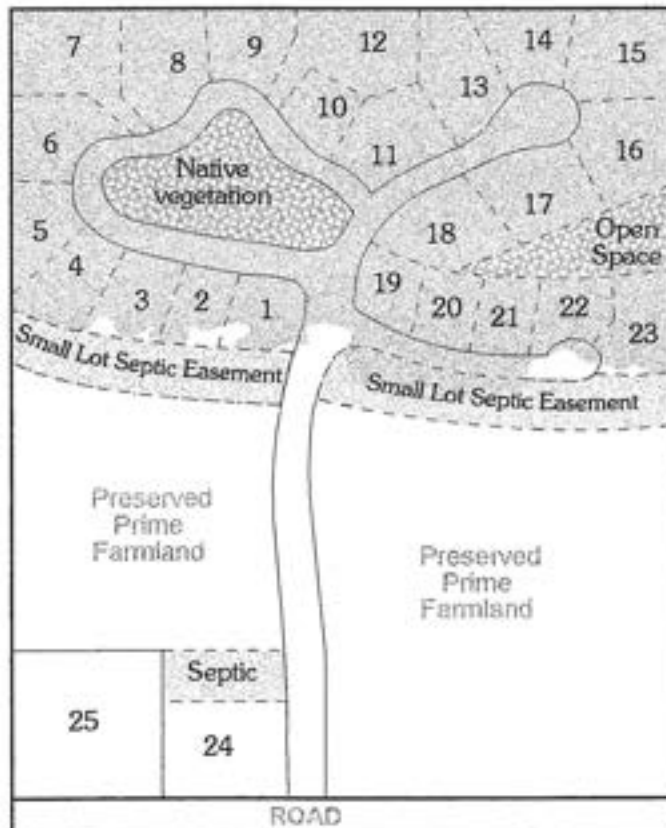 7
8
9
12
14
15
10
13
6
11
16
Native
vegetation
17
5
18
Open
Space
4
19
3
2
1
20
21
22
23
Small Lot Septic Easement
Small Lot Septic Easement
Preserved
Prime
Farmland
Preserved
Prime
Farmland
Septic
25
24
ROAD